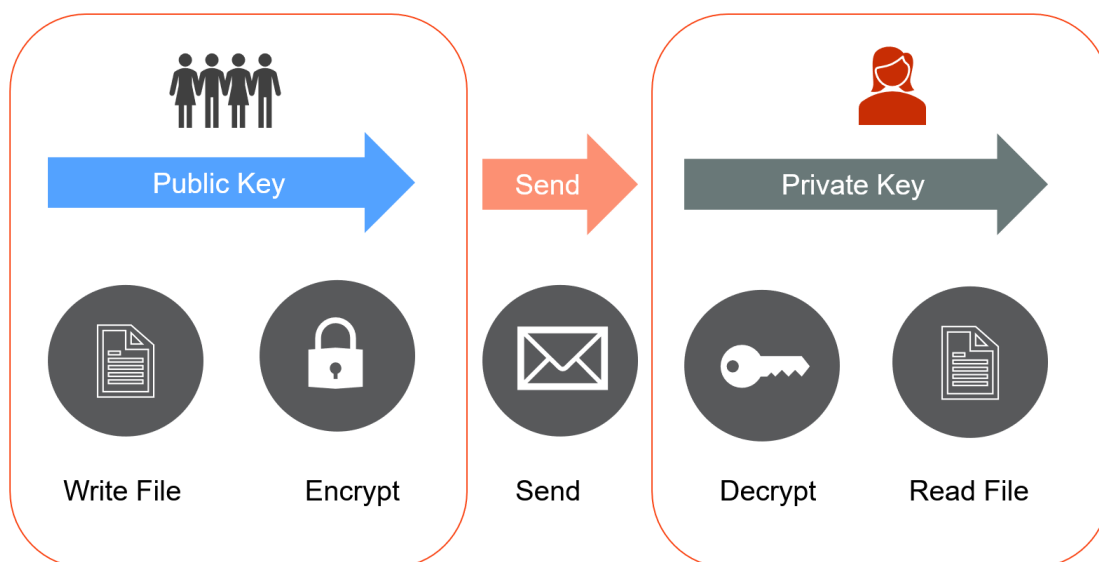 Public Key
Send
Private Key
Write File
Encrypt
Send
Decrypt
Read File